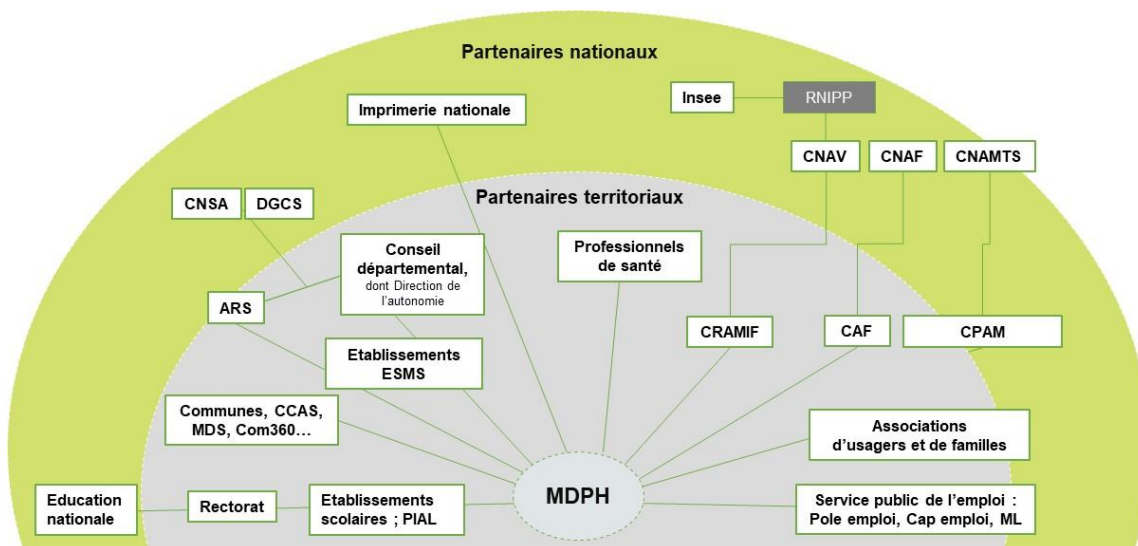 Partenaires nationaux
Insee
RNIPP
Imprimerie nationale
CNAV
CNAF
CNAMTS
Partenaires territoriaux
CNSA
DGCS
Conseil
départemental,
dont Direction de
l'autonomie
Professionnels
de santé
ARS
CRAMIF
CAF
CPAM
Etablissements
ESMS
Communes, CCAS,
MDS, Com360...
Associations
d'usagers et de familles
MDPH
Education
nationale
Rectorat
Etablissements
scolaires ; PIAL
Service public de l'emploi :
Pole emploi, Cap emploi, ML